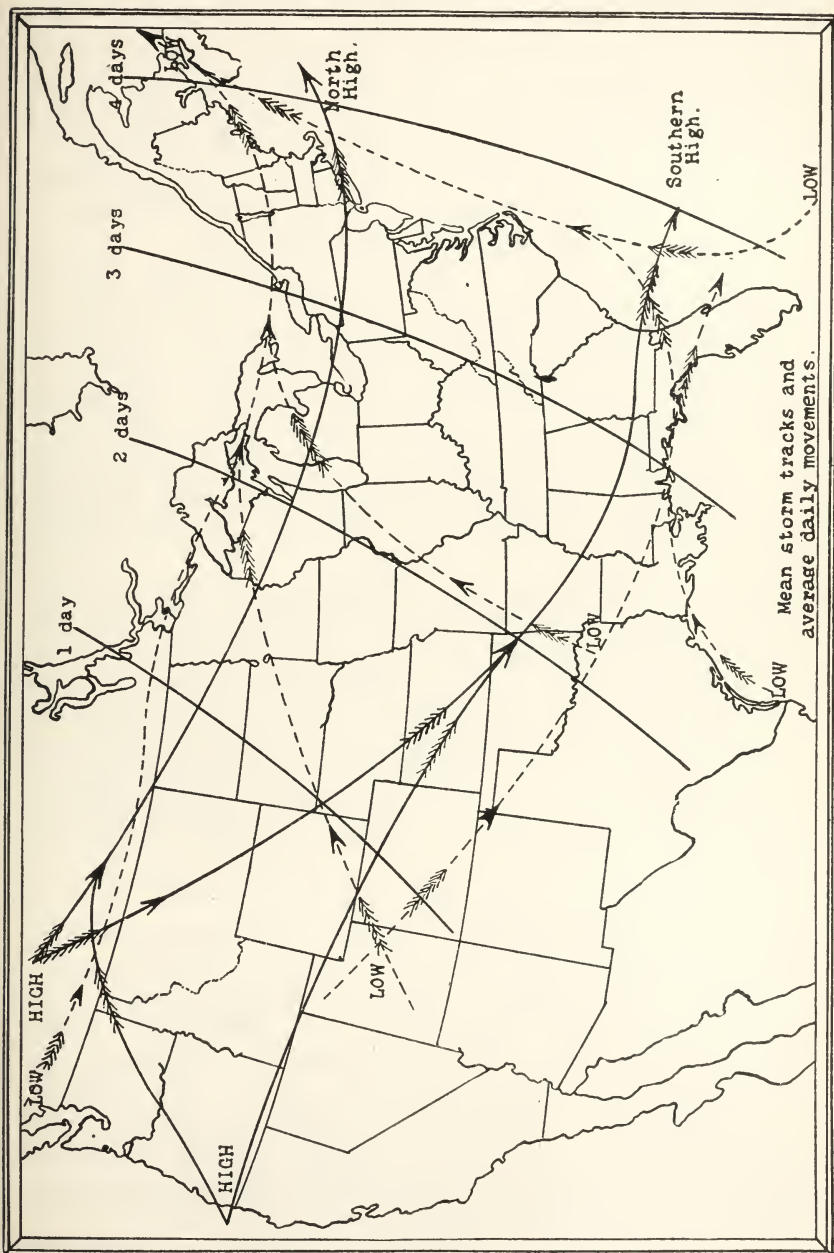 1 day
2 days
3 days
4 days
LOW
HIGH
LOW
HIGH
LOW
North
High.
Southern
High.
LOW
LOW
LOW
Mean storm tracks and
average daily movements.